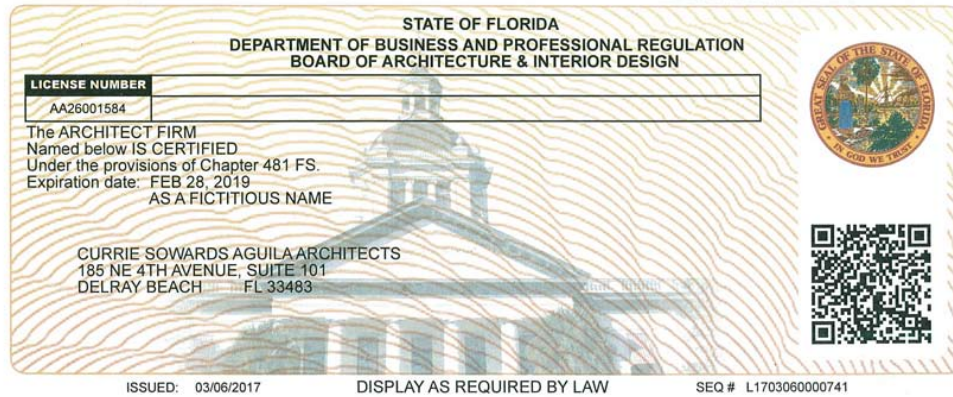 STATE OF FLORIDA
DEPARTMENT OF BUSINESS AND PROFESSIONAL REGULATION
BOARD OF ARCHITECTURE & INTERIOR DESIGN
LICENSE NUMBER
AA26001584
The ARCHITECT FIRM
Named below IS CERTIFIED
Under the provisions of Chapter 481 FS.
Expiration date: FEB 28, 2019
AS A FICTITIOUS NAME
CURRIE SOWARDS AGUILA ARCHITECTS
185 NE 4TH AVENUE, SUITE 101
DELRAY BEACH FL 33483
GREAT SEAL OF THE STATE OF FLORIDA
IN GOD WE TRUST
ISSUED: 03/06/2017 DISPLAY AS REQUIRED BY LAW SEQ # L1703060000741